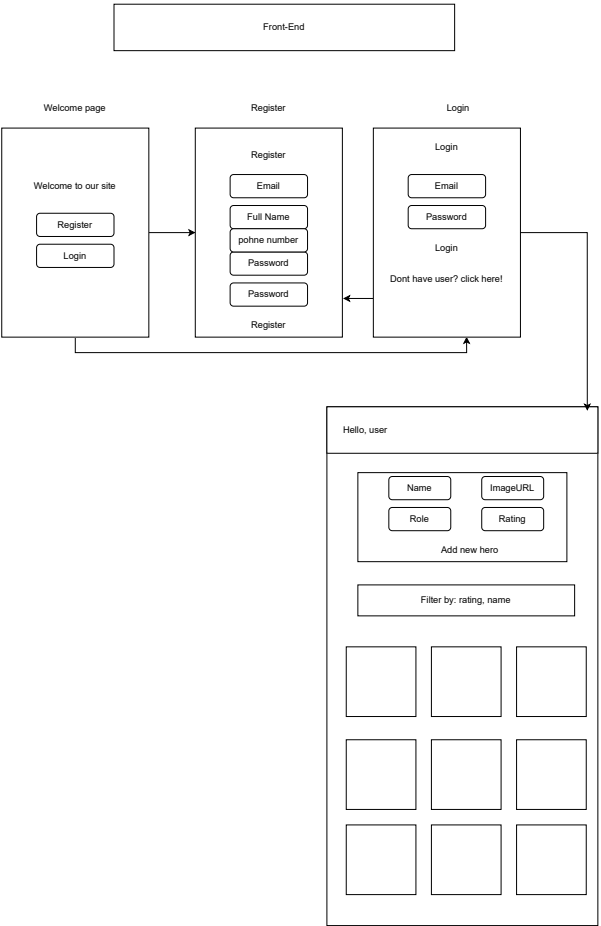 Front-End
Welcome page
Register
Login
Welcome to our site
Register
Login
Register
Email
Full Name
pohne number
Password
Password
Register
Login
Email
Password
Login
Dont have user? click here!
Hello, user
Name
ImageURL
Role
Rating
Add new hero
Filter by: rating, name